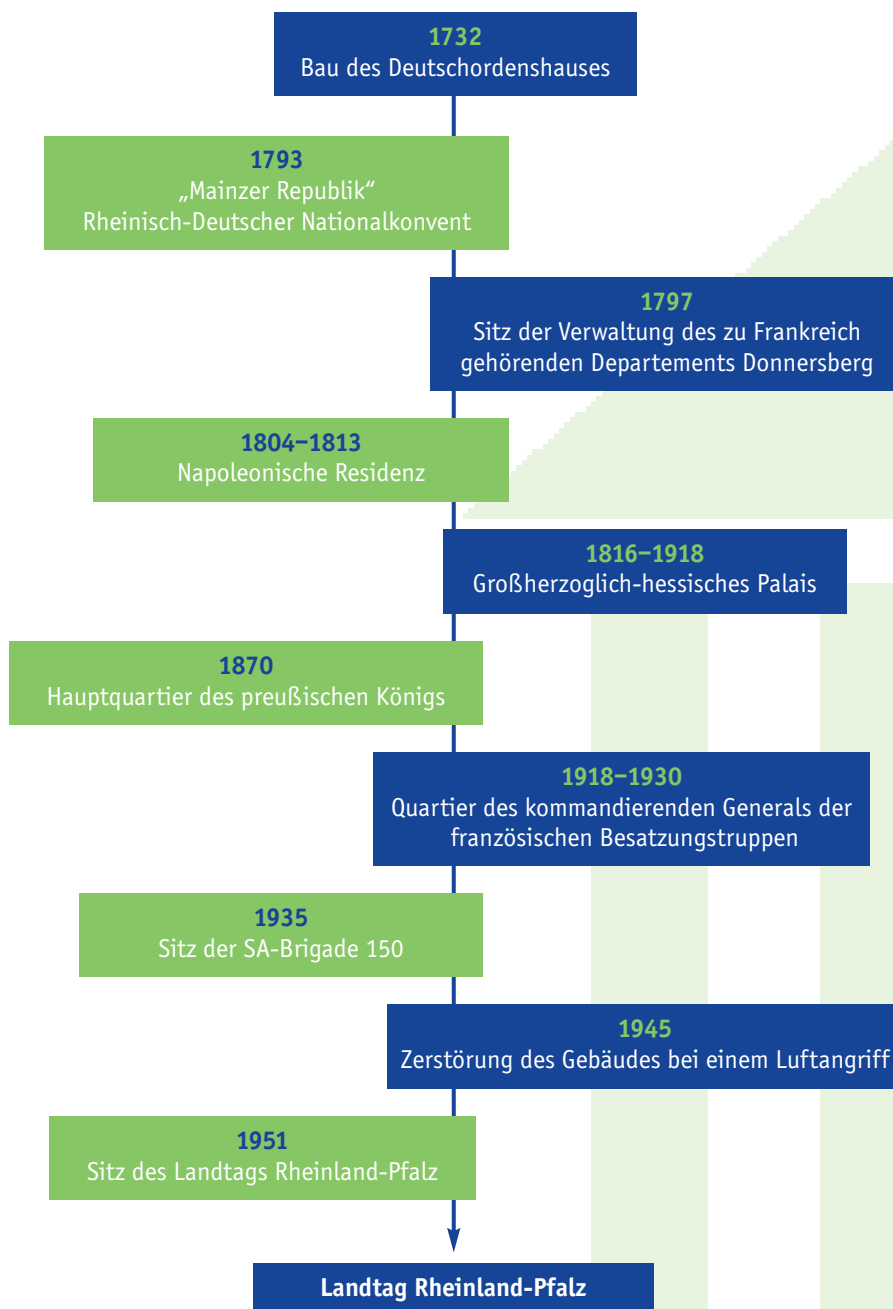 1732
Bau des Deutschordenshauses
1793
„Mainzer Republik“
Rheinisch-Deutscher Nationalkonvent
1797
Sitz der Verwaltung des zu Frankreich
gehörenden Departements Donnersberg
1804–1813
Napoleonische Residenz
1816–1918
Großherzoglich-hessisches Palais
1870
Hauptquartier des preußischen Königs
1918–1930
Quartier des kommandierenden Generals der
französischen Besatzungstruppen
1935
Sitz der SA-Brigade 150
1945
Zerstörung des Gebäudes bei einem Luftangriff
1951
Sitz des Landtags Rheinland-Pfalz
Landtag Rheinland-Pfalz